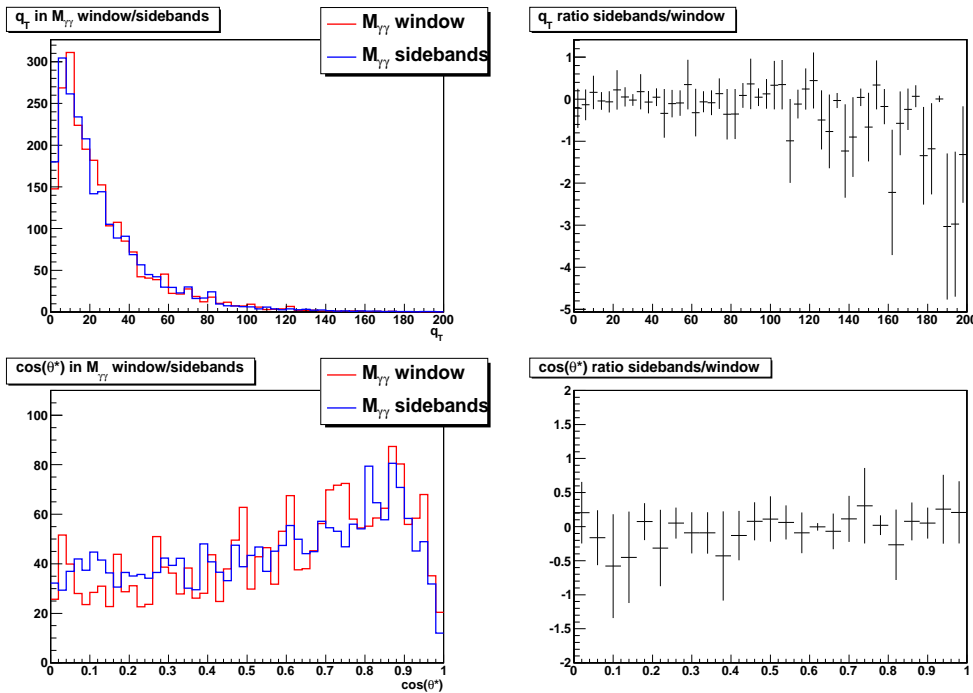 q_T in M_γγ window/sidebands
M_γγ window
M_γγ sidebands
300
250
200
150
100
50
0
0 20 40 60 80 100 120 140 160 180 200
q_T
q_T ratio sidebands/window
1
0
-1
-2
-3
-4
-5
0 20 40 60 80 100 120 140 160 180 200
cos(θ*) in M_γγ window/sidebands
M_γγ window
M_γγ sidebands
100
80
60
40
20
0
0 0.1 0.2 0.3 0.4 0.5 0.6 0.7 0.8 0.9 1
cos(θ*)
cos(θ*) ratio sidebands/window
2
1.5
1
0.5
0
-0.5
-1
-1.5
-2
0 0.1 0.2 0.3 0.4 0.5 0.6 0.7 0.8 0.9 1